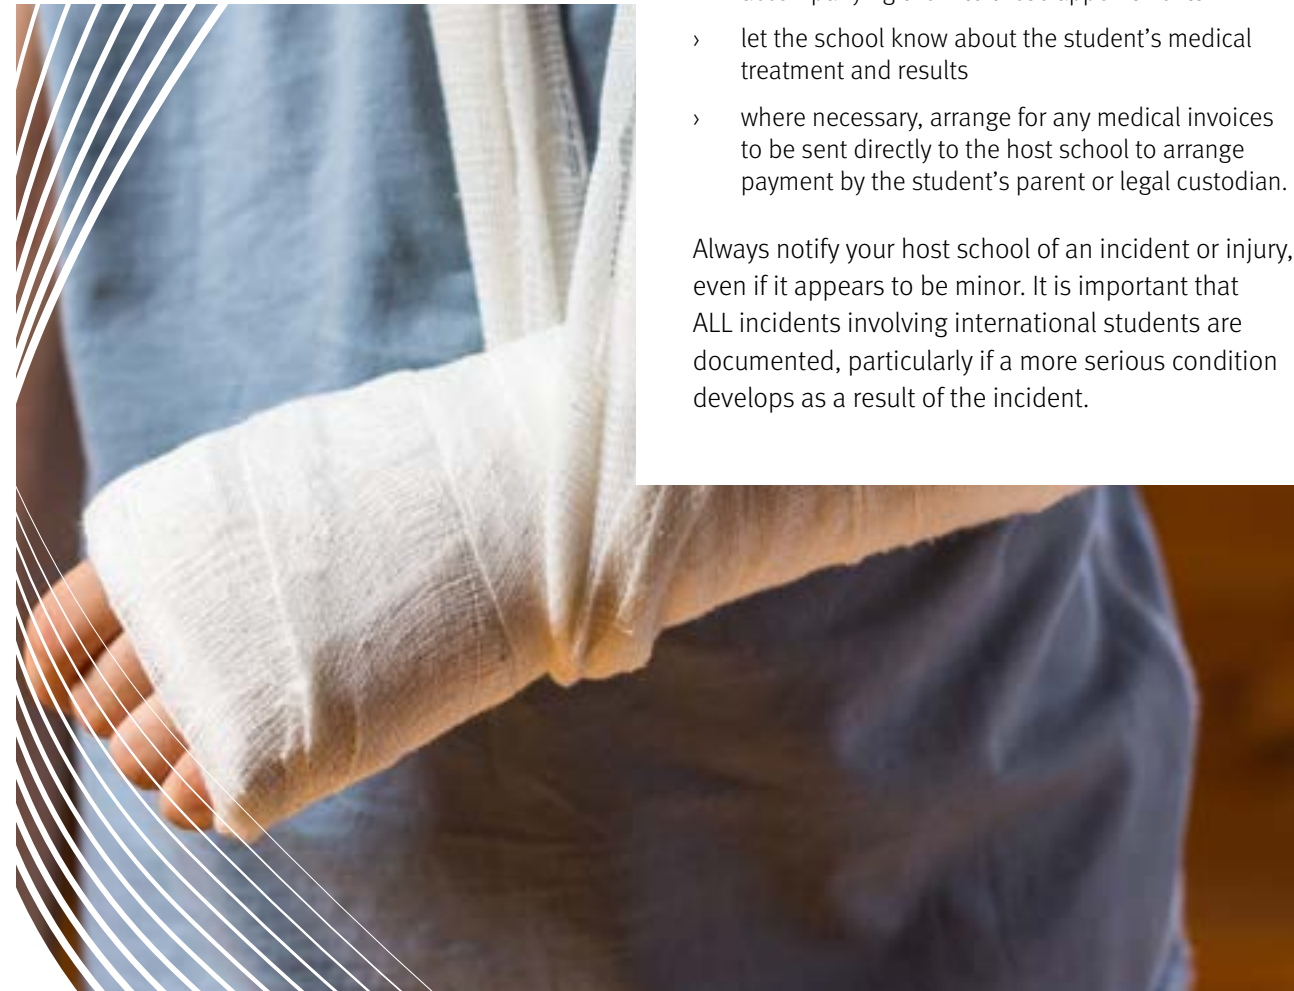 › let the school know about the student’s medical
treatment and results
› where necessary, arrange for any medical invoices
to be sent directly to the host school to arrange
payment by the student’s parent or legal custodian.
Always notify your host school of an incident or injury,
even if it appears to be minor. It is important that
ALL incidents involving international students are
documented, particularly if a more serious condition
develops as a result of the incident.